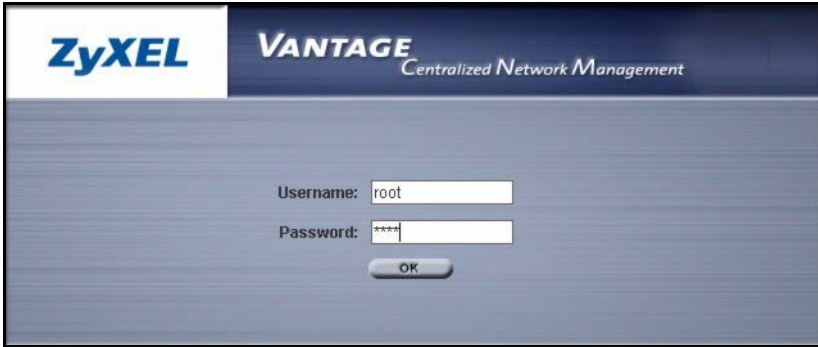 ZyXEL
VANTAGE
Centralized Network Management
Username: root
Password: ****
OK